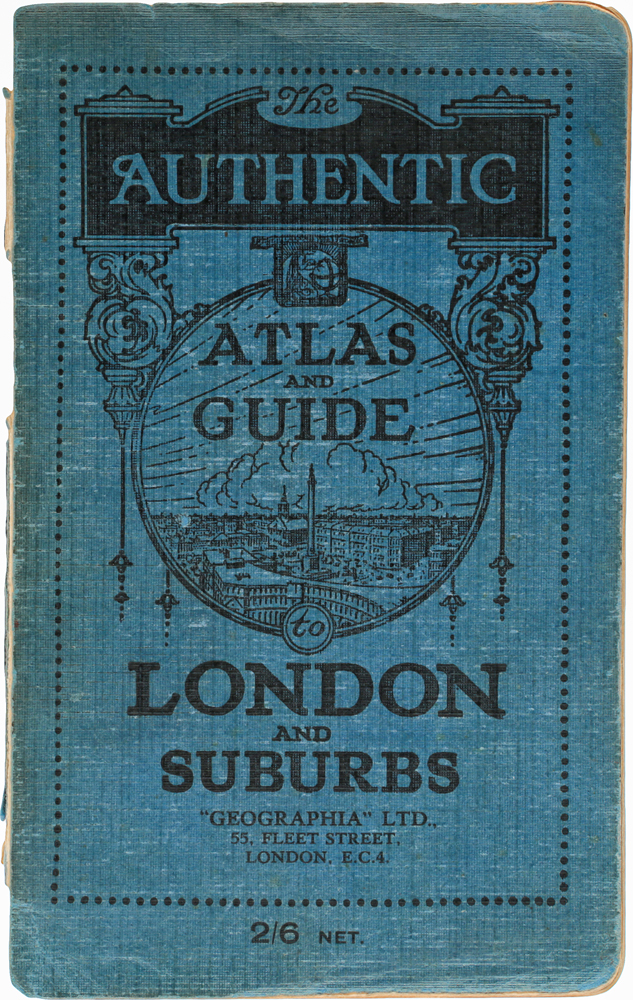 The
AUTHENTIC
ATLAS
AND
GUIDE
to
LONDON
AND
SUBURBS
"GEOGRAPHIA" LTD.,
55, FLEET STREET,
LONDON, E.C.4.
2/6 NET.